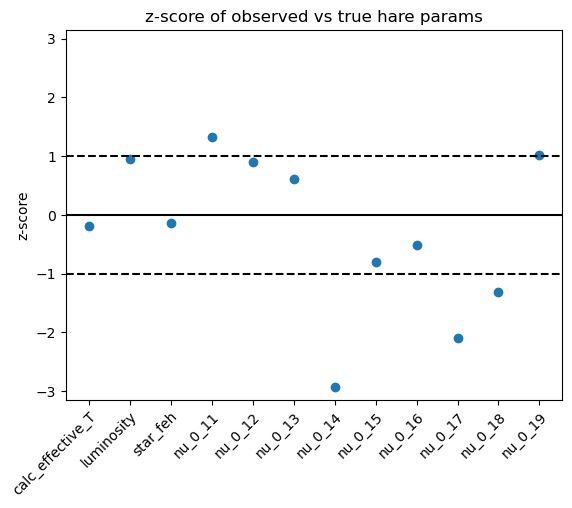 z-score of observed vs true hare params
3
2
1
0
−1
−2
−3
z-score
calc_effective_T
luminosity
star_feh
nu_0_11
nu_0_12
nu_0_13
nu_0_14
nu_0_15
nu_0_16
nu_0_17
nu_0_18
nu_0_19